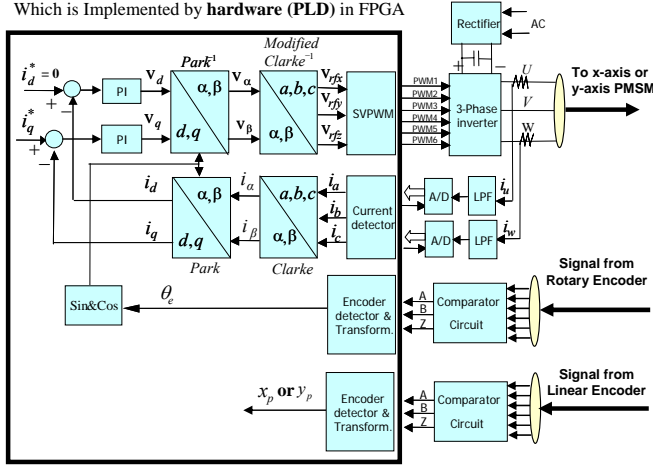 Which is Implemented by hardware (PLD) in FPGA
Rectifier
AC
+
−
i*d = 0
+
−
PI
vd
Park-1
α,β
d,q
vα
vβ
Modified
Clarke-1
a,b,c
α,β
vrfx
vrfy
vrfz
SVPWM
PWM1
PWM2
PWM3
PWM4
PWM5
PWM6
3-Phase
inverter
U
V
W
To x-axis or
y-axis PMSM
i*q
+
−
PI
vq
id
iq
α,β
d,q
Park
iα
iβ
a,b,c
α,β
Clarke
ia
ib
ic
Current
detector
A/D
LPF
iu
A/D
LPF
iw
Sin&Cos
θe
Encoder
detector &
Transform.
A
B
Z
Comparator
Circuit
Signal from
Rotary Encoder
xp or yp
Encoder
detector &
Transform.
A
B
Z
Comparator
Circuit
Signal from
Linear Encoder